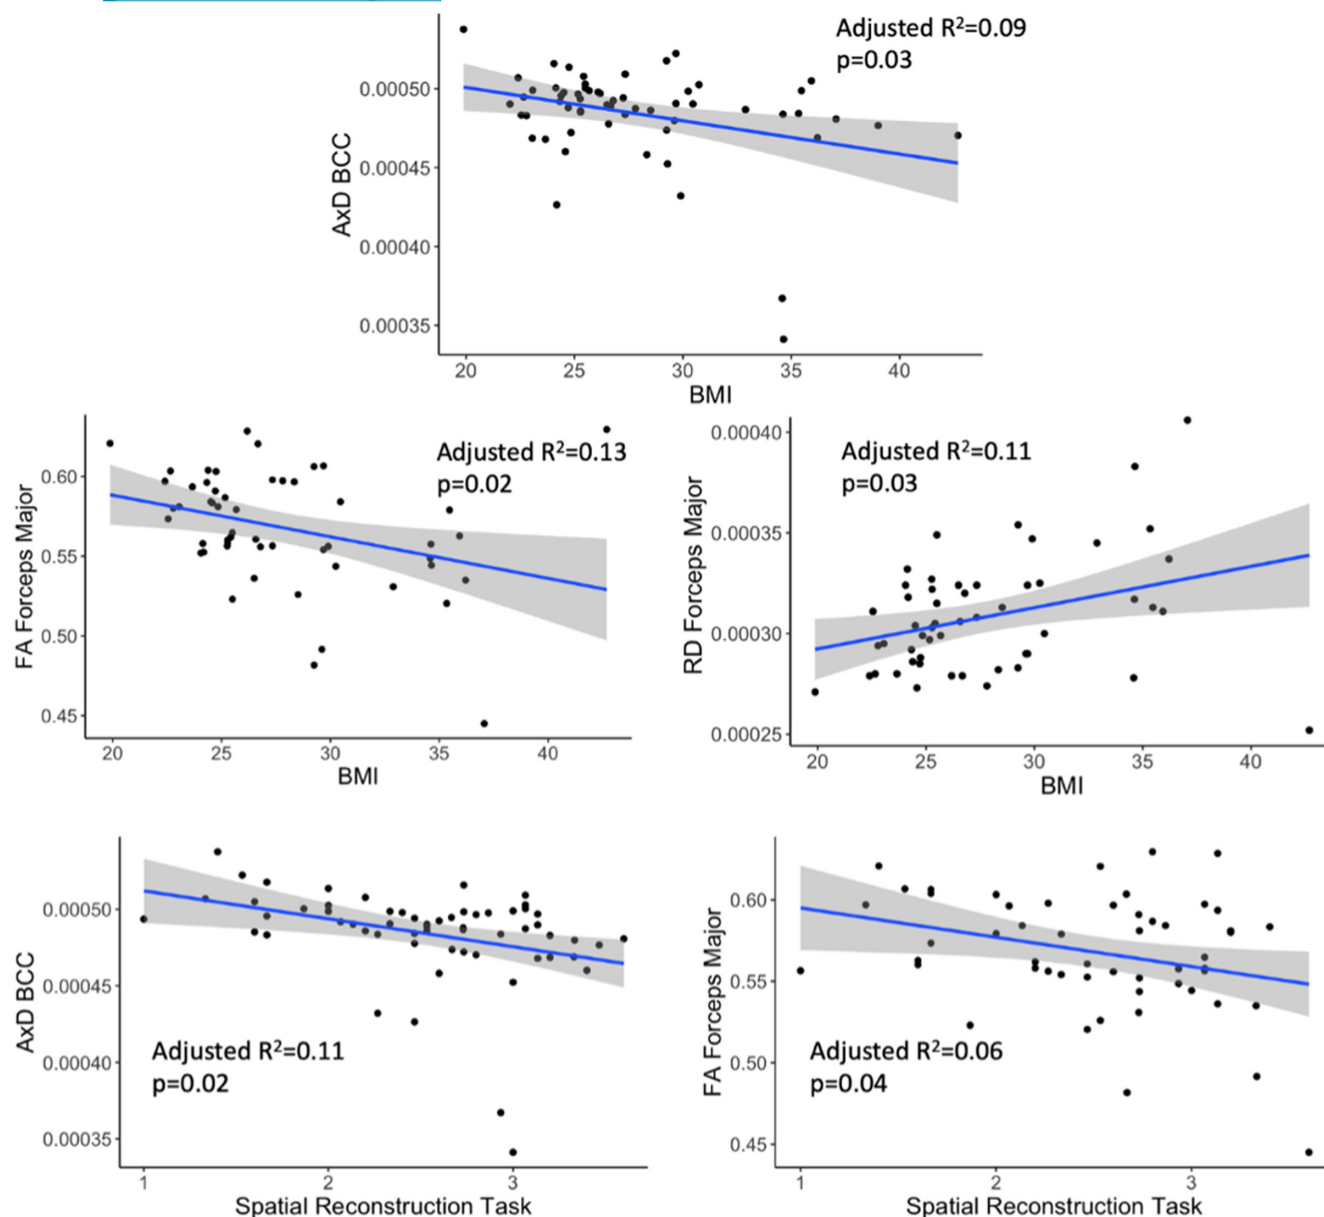 Adjusted R²=0.09
p=0.03
AxD BCC
0.00050
0.00045
0.00040
0.00035
20 25 30 35 40
BMI
Adjusted R²=0.13
p=0.02
FA Forceps Major
0.60
0.55
0.50
0.45
20 25 30 35 40
BMI
Adjusted R²=0.11
p=0.03
RD Forceps Major
0.00040
0.00035
0.00030
0.00025
20 25 30 35 40
BMI
AxD BCC
0.00050
0.00045
0.00040
0.00035
Adjusted R²=0.11
p=0.02
1 2 3
Spatial Reconstruction Task
FA Forceps Major
0.60
0.55
0.50
0.45
Adjusted R²=0.06
p=0.04
1 2 3
Spatial Reconstruction Task